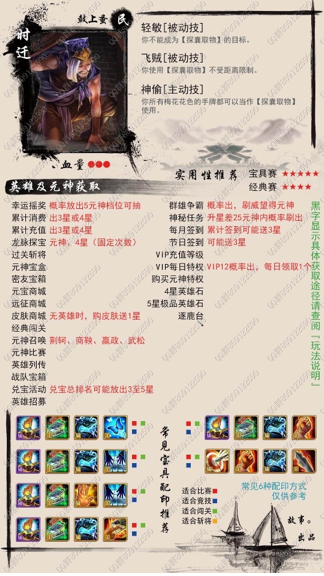 鼓上蚤
民
时迁
轻敏[被动技]
你不能成为【探囊取物】的目标。
飞贼[被动技]
你使用【探囊取物】不受距离限制。
神偷[主动技]
你所有梅花花色的手牌都可以当作【探囊取物】
使用。
血量
实用性推荐
宝具赛 ★★★★★
经典赛 ★★★★
英雄及元神获取
幸运摇奖 概率放出5元神档位可抽
累计消费 出3星或4星
累计充值 出3星或4星
龙脉探宝 元神，4星（固定次数）
过关斩将
元神宝盒
密友宝箱
元宝商城
远征商城
皮肤商城 无英雄时，购皮肤送1星
经典闯关
元神召唤 荆轲、商鞅、嬴政、武松
元神比赛
英雄列传
战队宝箱
兑宝活动 兑宝总排名可能放出3至5星
英雄招募
群雄争霸 概率出，刷威望得元神
神秘任务 升星差25元神内概率刷出
每月签到 累计签到可能送3星
节日签到 可能送3星
VIP充值等级
VIP每日特权 VIP12概率出，每日领取1个
购买元神特权
4星英雄石
5星极品英雄石
逐鹿台
黑字显示具体获取途径请查阅『玩法说明』
常见宝具配印推荐
适合比赛
适合竞技
适合闯关
适合斩将
常见6种配印方式
仅供参考
故事。
出品